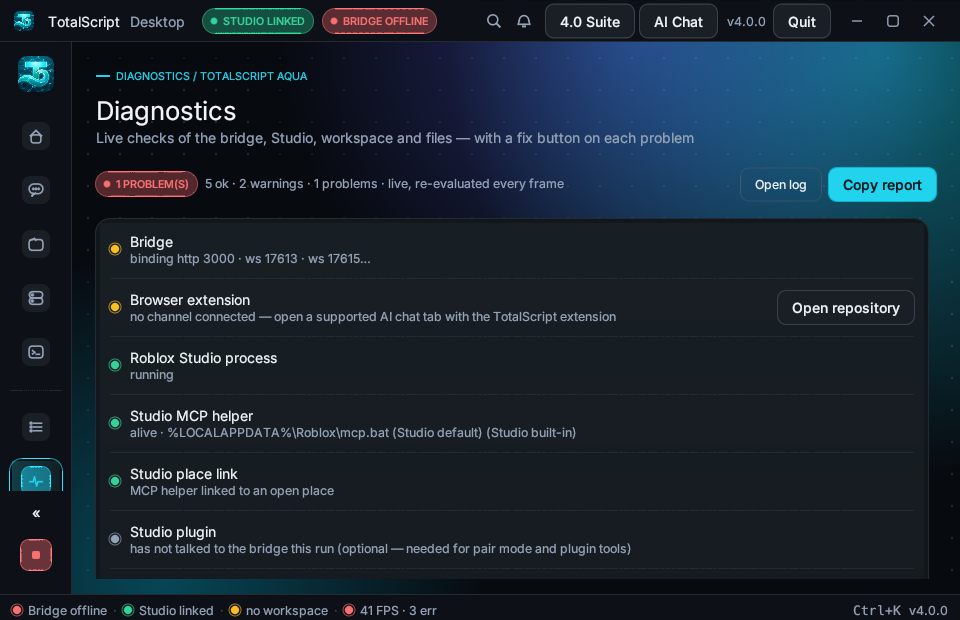 TotalScript Desktop STUDIO LINKED BRIDGE OFFLINE 4.0 Suite AI Chat v4.0.0 Quit
DIAGNOSTICS / TOTALSCRIPT AQUA
Diagnostics
Live checks of the bridge, Studio, workspace and files — with a fix button on each problem
1 PROBLEM(S) 5 ok · 2 warnings · 1 problems · live, re-evaluated every frame Open log Copy report
Bridge
binding http 3000 · ws 17613 · ws 17615...
Browser extension
no channel connected — open a supported AI chat tab with the TotalScript extension
Open repository
Roblox Studio process
running
Studio MCP helper
alive · %LOCALAPPDATA%\Roblox\mcp.bat (Studio default) (Studio built-in)
Studio place link
MCP helper linked to an open place
Studio plugin
has not talked to the bridge this run (optional — needed for pair mode and plugin tools)
Bridge offline · Studio linked · no workspace · 41 FPS · 3 err Ctrl+K v4.0.0